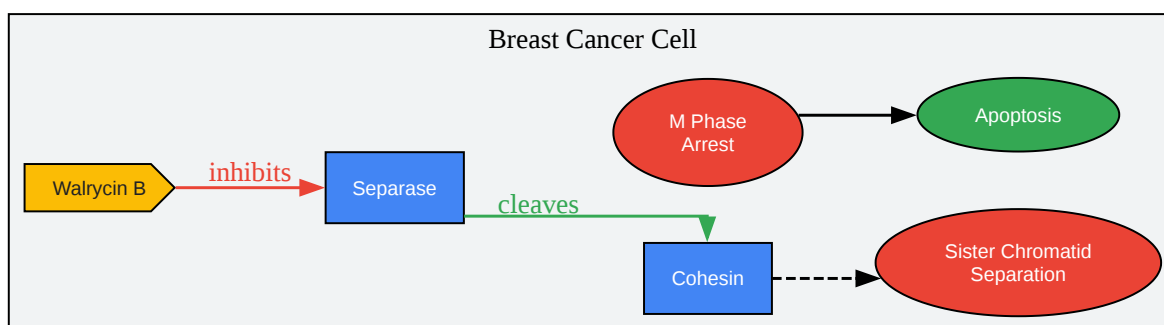 Breast Cancer Cell
M Phase
Arrest
Apoptosis
Walrycin B
inhibits
Separase
cleaves
Cohesin
Sister Chromatid
Separation